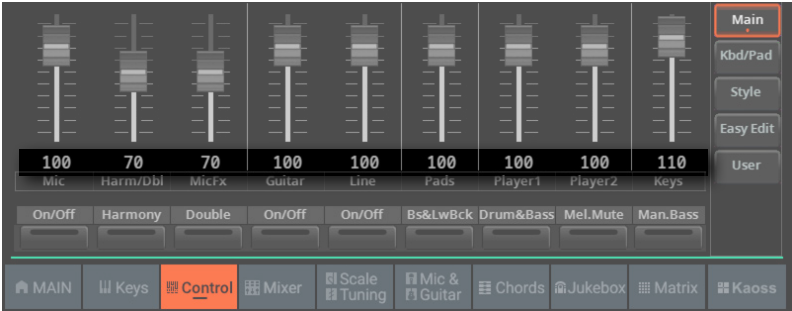 Main
Kbd/Pad
Style
Easy Edit
User
100 70 70 100 100 100 100 100 110
Mic Harm/Dbl MicFx Guitar Line Pads Player1 Player2 Keys
On/Off Harmony Double On/Off On/Off Bs&LwBck Drum&Bass Mel.Mute Man.Bass
MAIN Keys Control Mixer Scale Tuning Mic & Guitar Chords Jukebox Matrix Kaoss